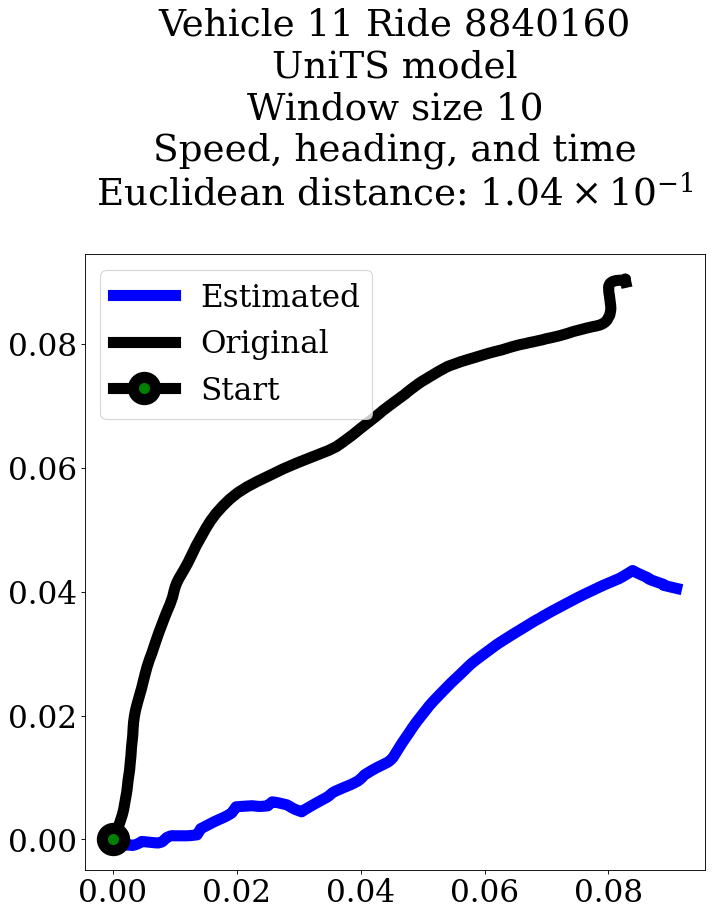 Vehicle 11 Ride 8840160
UniTS model
Window size 10
Speed, heading, and time
Euclidean distance: 1.04 × 10⁻¹
Estimated
Original
Start
0.08
0.06
0.04
0.02
0.00
0.00 0.02 0.04 0.06 0.08